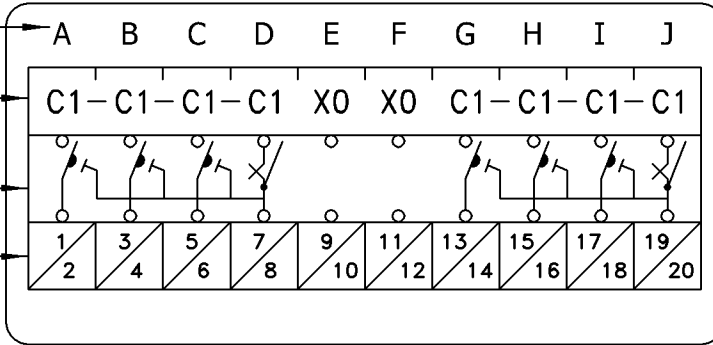 A B C D E F G H I J
C1-C1-C1-C1 X0 X0 C1-C1-C1-C1
1 3 5 7 9 11 13 15 17 19
2 4 6 8 10 12 14 16 18 20